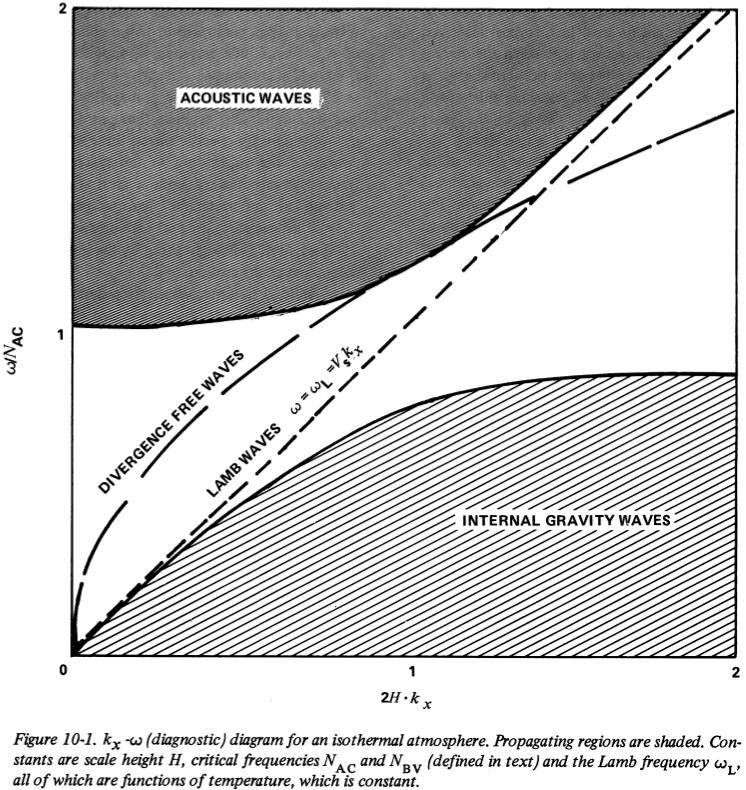 2
ACOUSTIC WAVES
1
ω/N_AC
DIVERGENCE FREE WAVES
LAMB WAVES ω = ω_L = V_s k_x
INTERNAL GRAVITY WAVES
0 1 2
2H · k_x
Figure 10-1. k_x -ω (diagnostic) diagram for an isothermal atmosphere. Propagating regions are shaded. Con-
stants are scale height H, critical frequencies N_AC and N_BV (defined in text) and the Lamb frequency ω_L,
all of which are functions of temperature, which is constant.